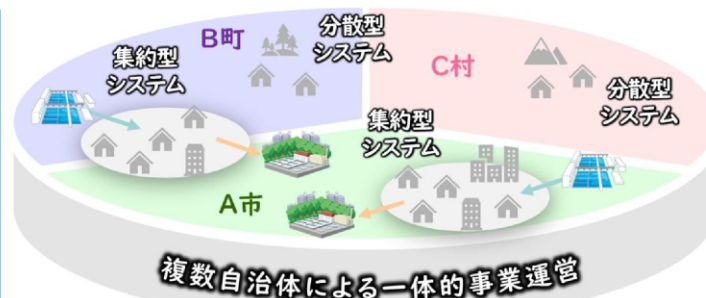 B町
分散型
システム
集約型
システム
C村
分散型
システム
集約型
システム
A市
複数自治体による一体的事業運営